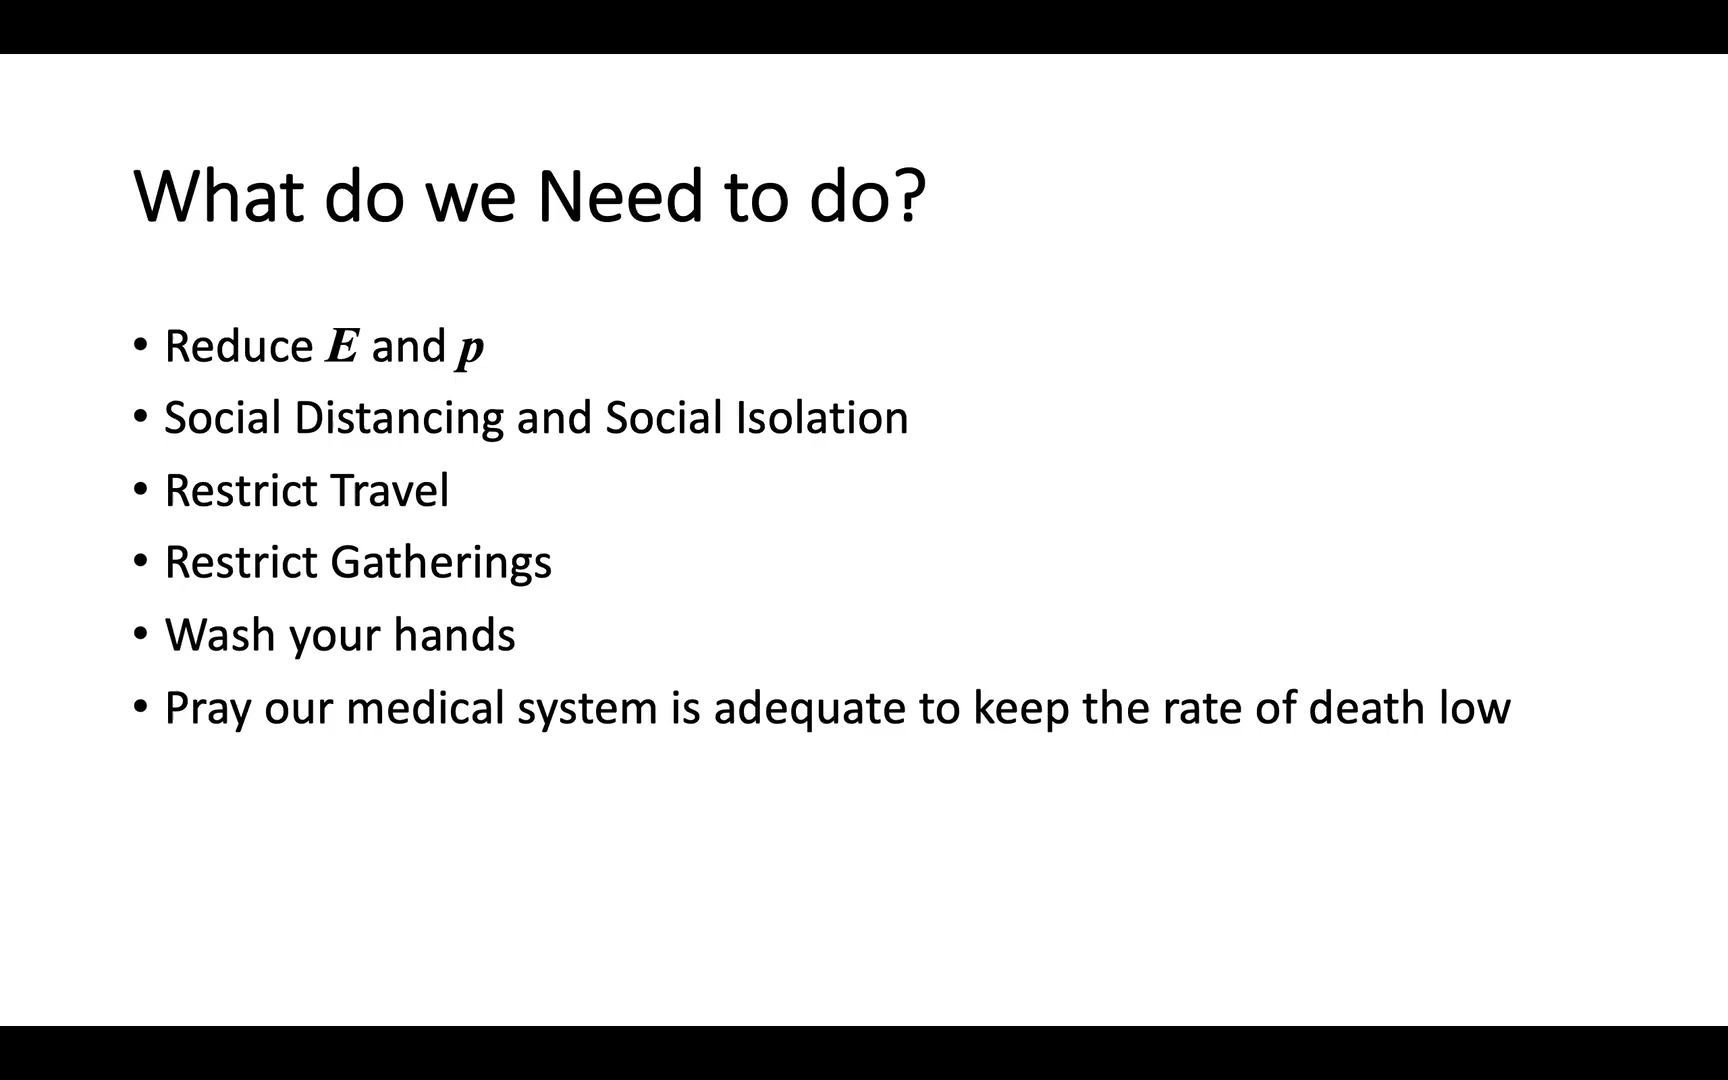 What do we Need to do?
• Reduce E and p
• Social Distancing and Social Isolation
• Restrict Travel
• Restrict Gatherings
• Wash your hands
• Pray our medical system is adequate to keep the rate of death low